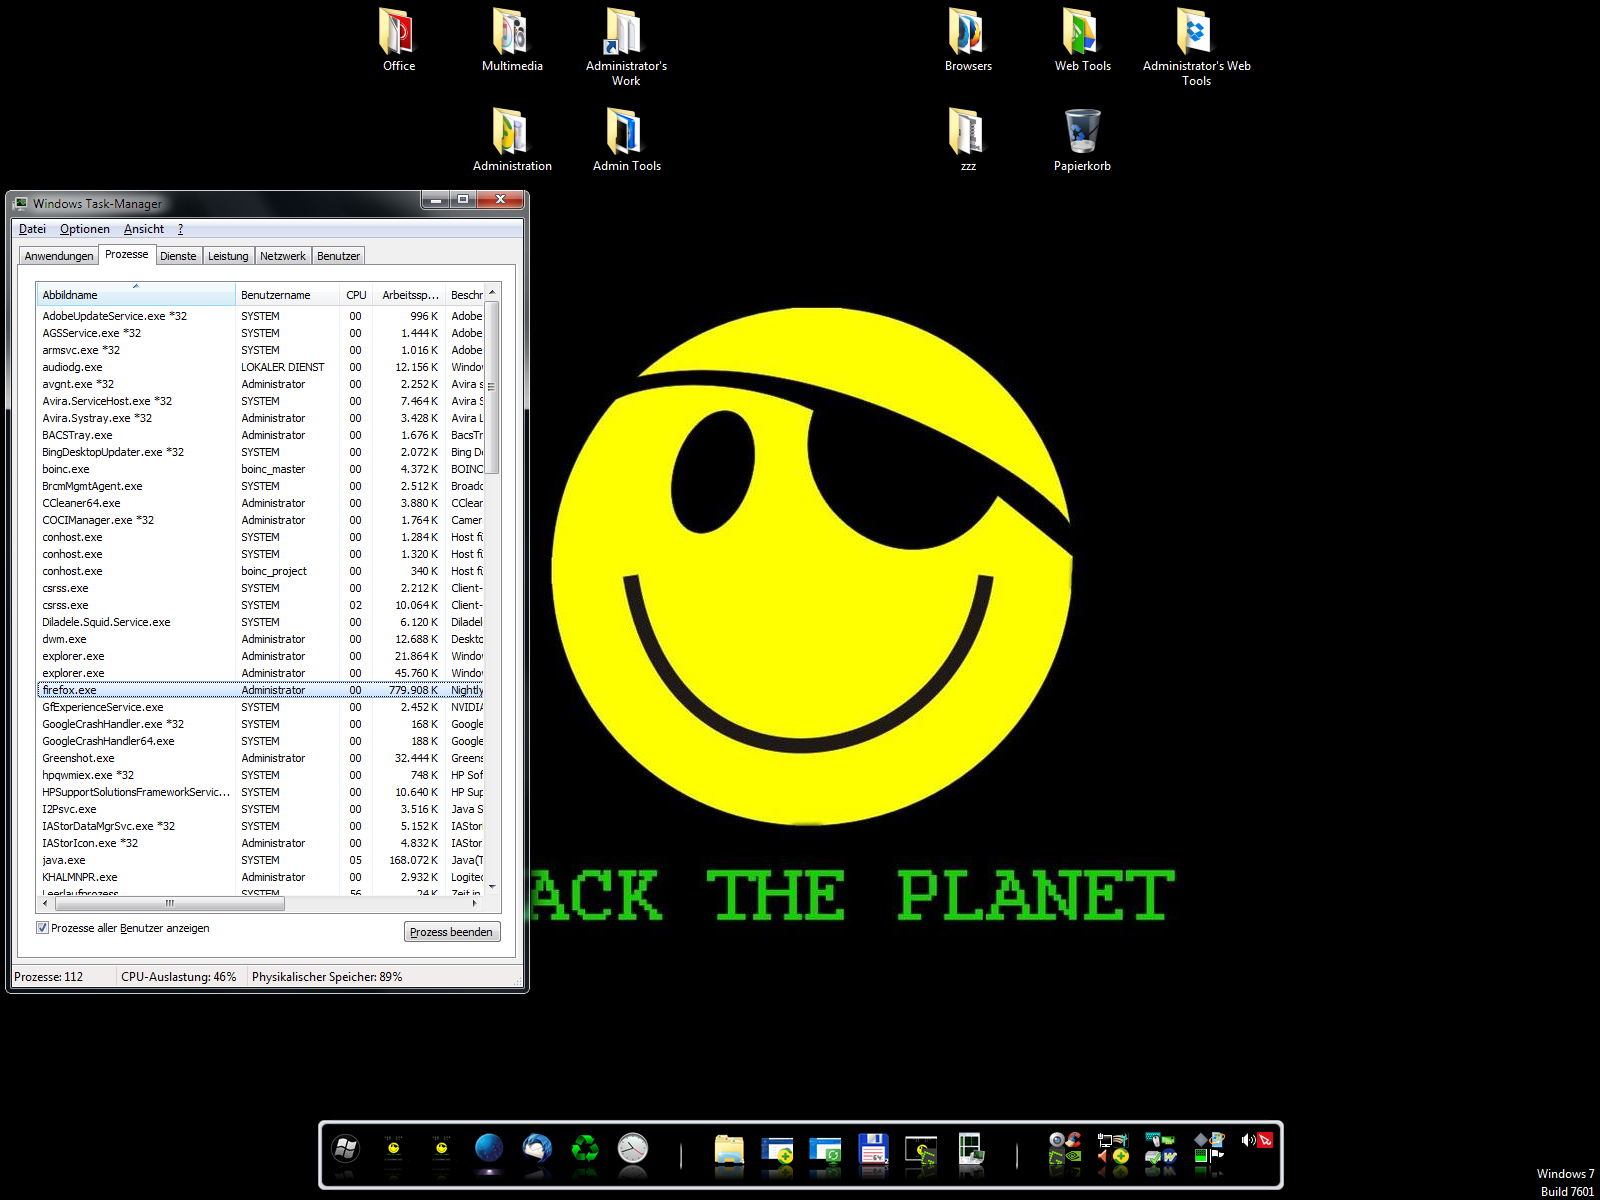 Office
Multimedia
Administrator's Work
Browsers
Web Tools
Administrator's Web Tools
Administration
Admin Tools
zzz
Papierkorb
Windows Task-Manager
Datei Optionen Ansicht ?
Anwendungen Prozesse Dienste Leistung Netzwerk Benutzer
Abbildname Benutzername CPU Arbeitssp... Beschr
AdobeUpdateService.exe *32 SYSTEM 00 996 K Adobe
AGSService.exe *32 SYSTEM 00 1.444 K Adobe
armsvc.exe *32 SYSTEM 00 1.016 K Adobe
audiodg.exe LOKALER DIENST 00 12.156 K Windo
avgnt.exe *32 Administrator 00 2.252 K Avira s
Avira.ServiceHost.exe *32 SYSTEM 00 7.464 K Avira S
Avira.Systray.exe *32 Administrator 00 3.428 K Avira L
BACSTray.exe Administrator 00 1.676 K BacsTr
BingDesktopUpdater.exe *32 SYSTEM 00 2.072 K Bing D
boinc.exe boinc_master 00 4.372 K BOINC
BrcmMgmtAgent.exe SYSTEM 00 2.512 K Broadc
CCleaner64.exe Administrator 00 3.880 K CClear
COCIManager.exe *32 Administrator 00 1.764 K Camer
conhost.exe SYSTEM 00 1.284 K Host f
conhost.exe SYSTEM 00 1.320 K Host f
conhost.exe boinc_project 00 340 K Host f
csrss.exe SYSTEM 00 2.212 K Client-
csrss.exe SYSTEM 02 10.064 K Client-
Diladele.Squid.Service.exe SYSTEM 00 6.120 K Diladel
dwm.exe Administrator 00 12.688 K Deskto
explorer.exe Administrator 00 21.864 K Windo
explorer.exe Administrator 00 45.760 K Windo
firefox.exe Administrator 00 779.908 K Nightly
GfExperienceService.exe SYSTEM 00 2.452 K NVIDIA
GoogleCrashHandler.exe *32 SYSTEM 00 168 K Google
GoogleCrashHandler64.exe SYSTEM 00 188 K Google
Greenshot.exe Administrator 00 32.444 K Greens
hpqwmiex.exe *32 SYSTEM 00 748 K HP Sof
HPSupportSolutionsFrameworkServic... SYSTEM 00 10.640 K HP Sup
I2Psvc.exe SYSTEM 00 3.516 K Java S
IAStorDataMgrSvc.exe *32 SYSTEM 00 5.152 K IAStor
IAStorIcon.exe *32 Administrator 00 4.832 K IAStor
java.exe SYSTEM 05 168.072 K Java(T
KHALMNPR.exe Administrator 00 2.932 K Logitec
Leerlaufprozess SYSTEM 56 24 K Zeit in
Prozesse aller Benutzer anzeigen
Prozess beenden
Prozesse: 112 CPU-Auslastung: 46% Physikalischer Speicher: 89%
ACK THE PLANET
Windows 7
Build 7601